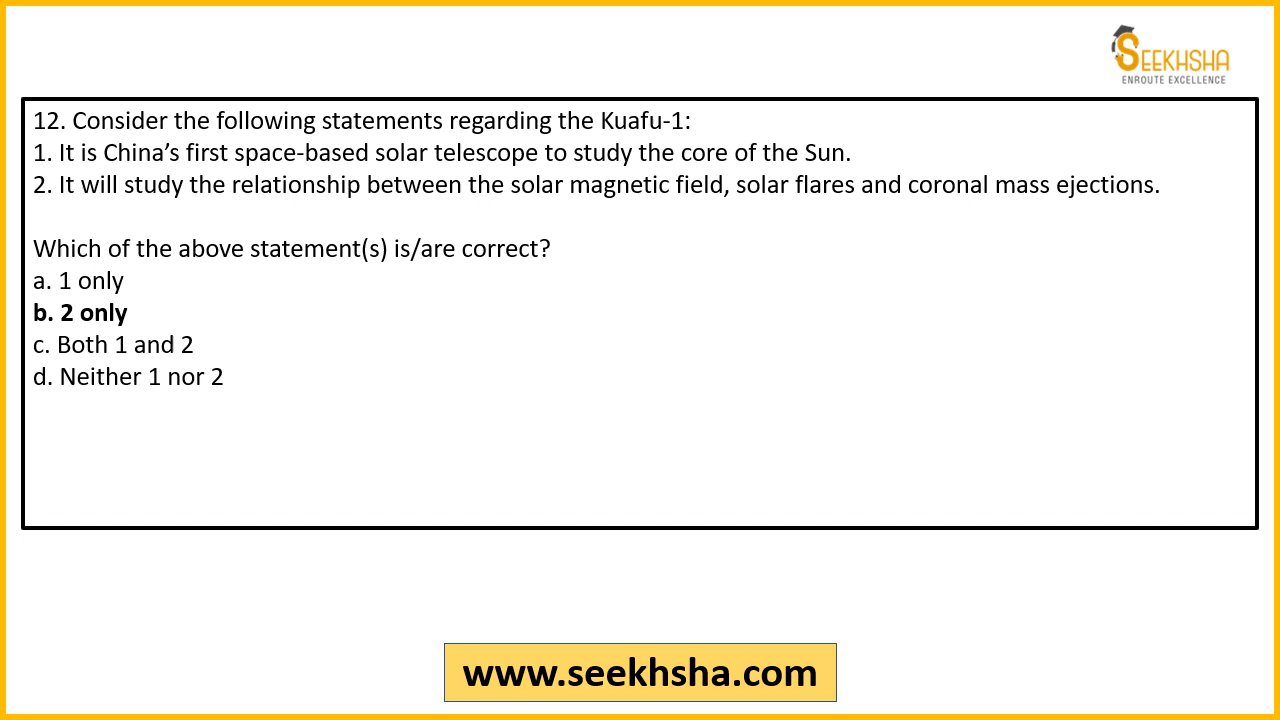 SEEKHSHA
ENROUTE EXCELLENCE
12. Consider the following statements regarding the Kuafu-1:
1. It is China’s first space-based solar telescope to study the core of the Sun.
2. It will study the relationship between the solar magnetic field, solar flares and coronal mass ejections.
Which of the above statement(s) is/are correct?
a. 1 only
b. 2 only
c. Both 1 and 2
d. Neither 1 nor 2
www.seekhsha.com